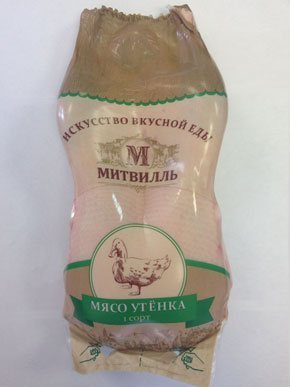 ИСКУССТВО ВКУСНОЙ ЕДЫ
М
МИТВИЛЛЬ
МЯСО УТЁНКА
1 сорт